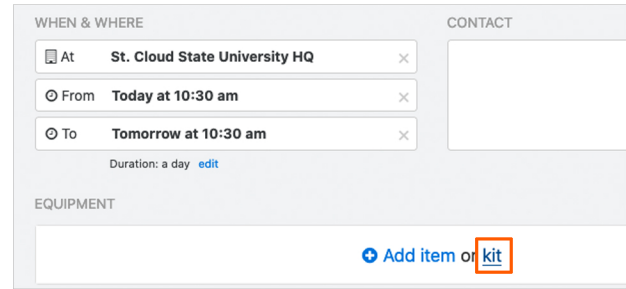 WHEN & WHERE
CONTACT
At St. Cloud State University HQ
From Today at 10:30 am
To Tomorrow at 10:30 am
Duration: a day edit
EQUIPMENT
Add item or kit